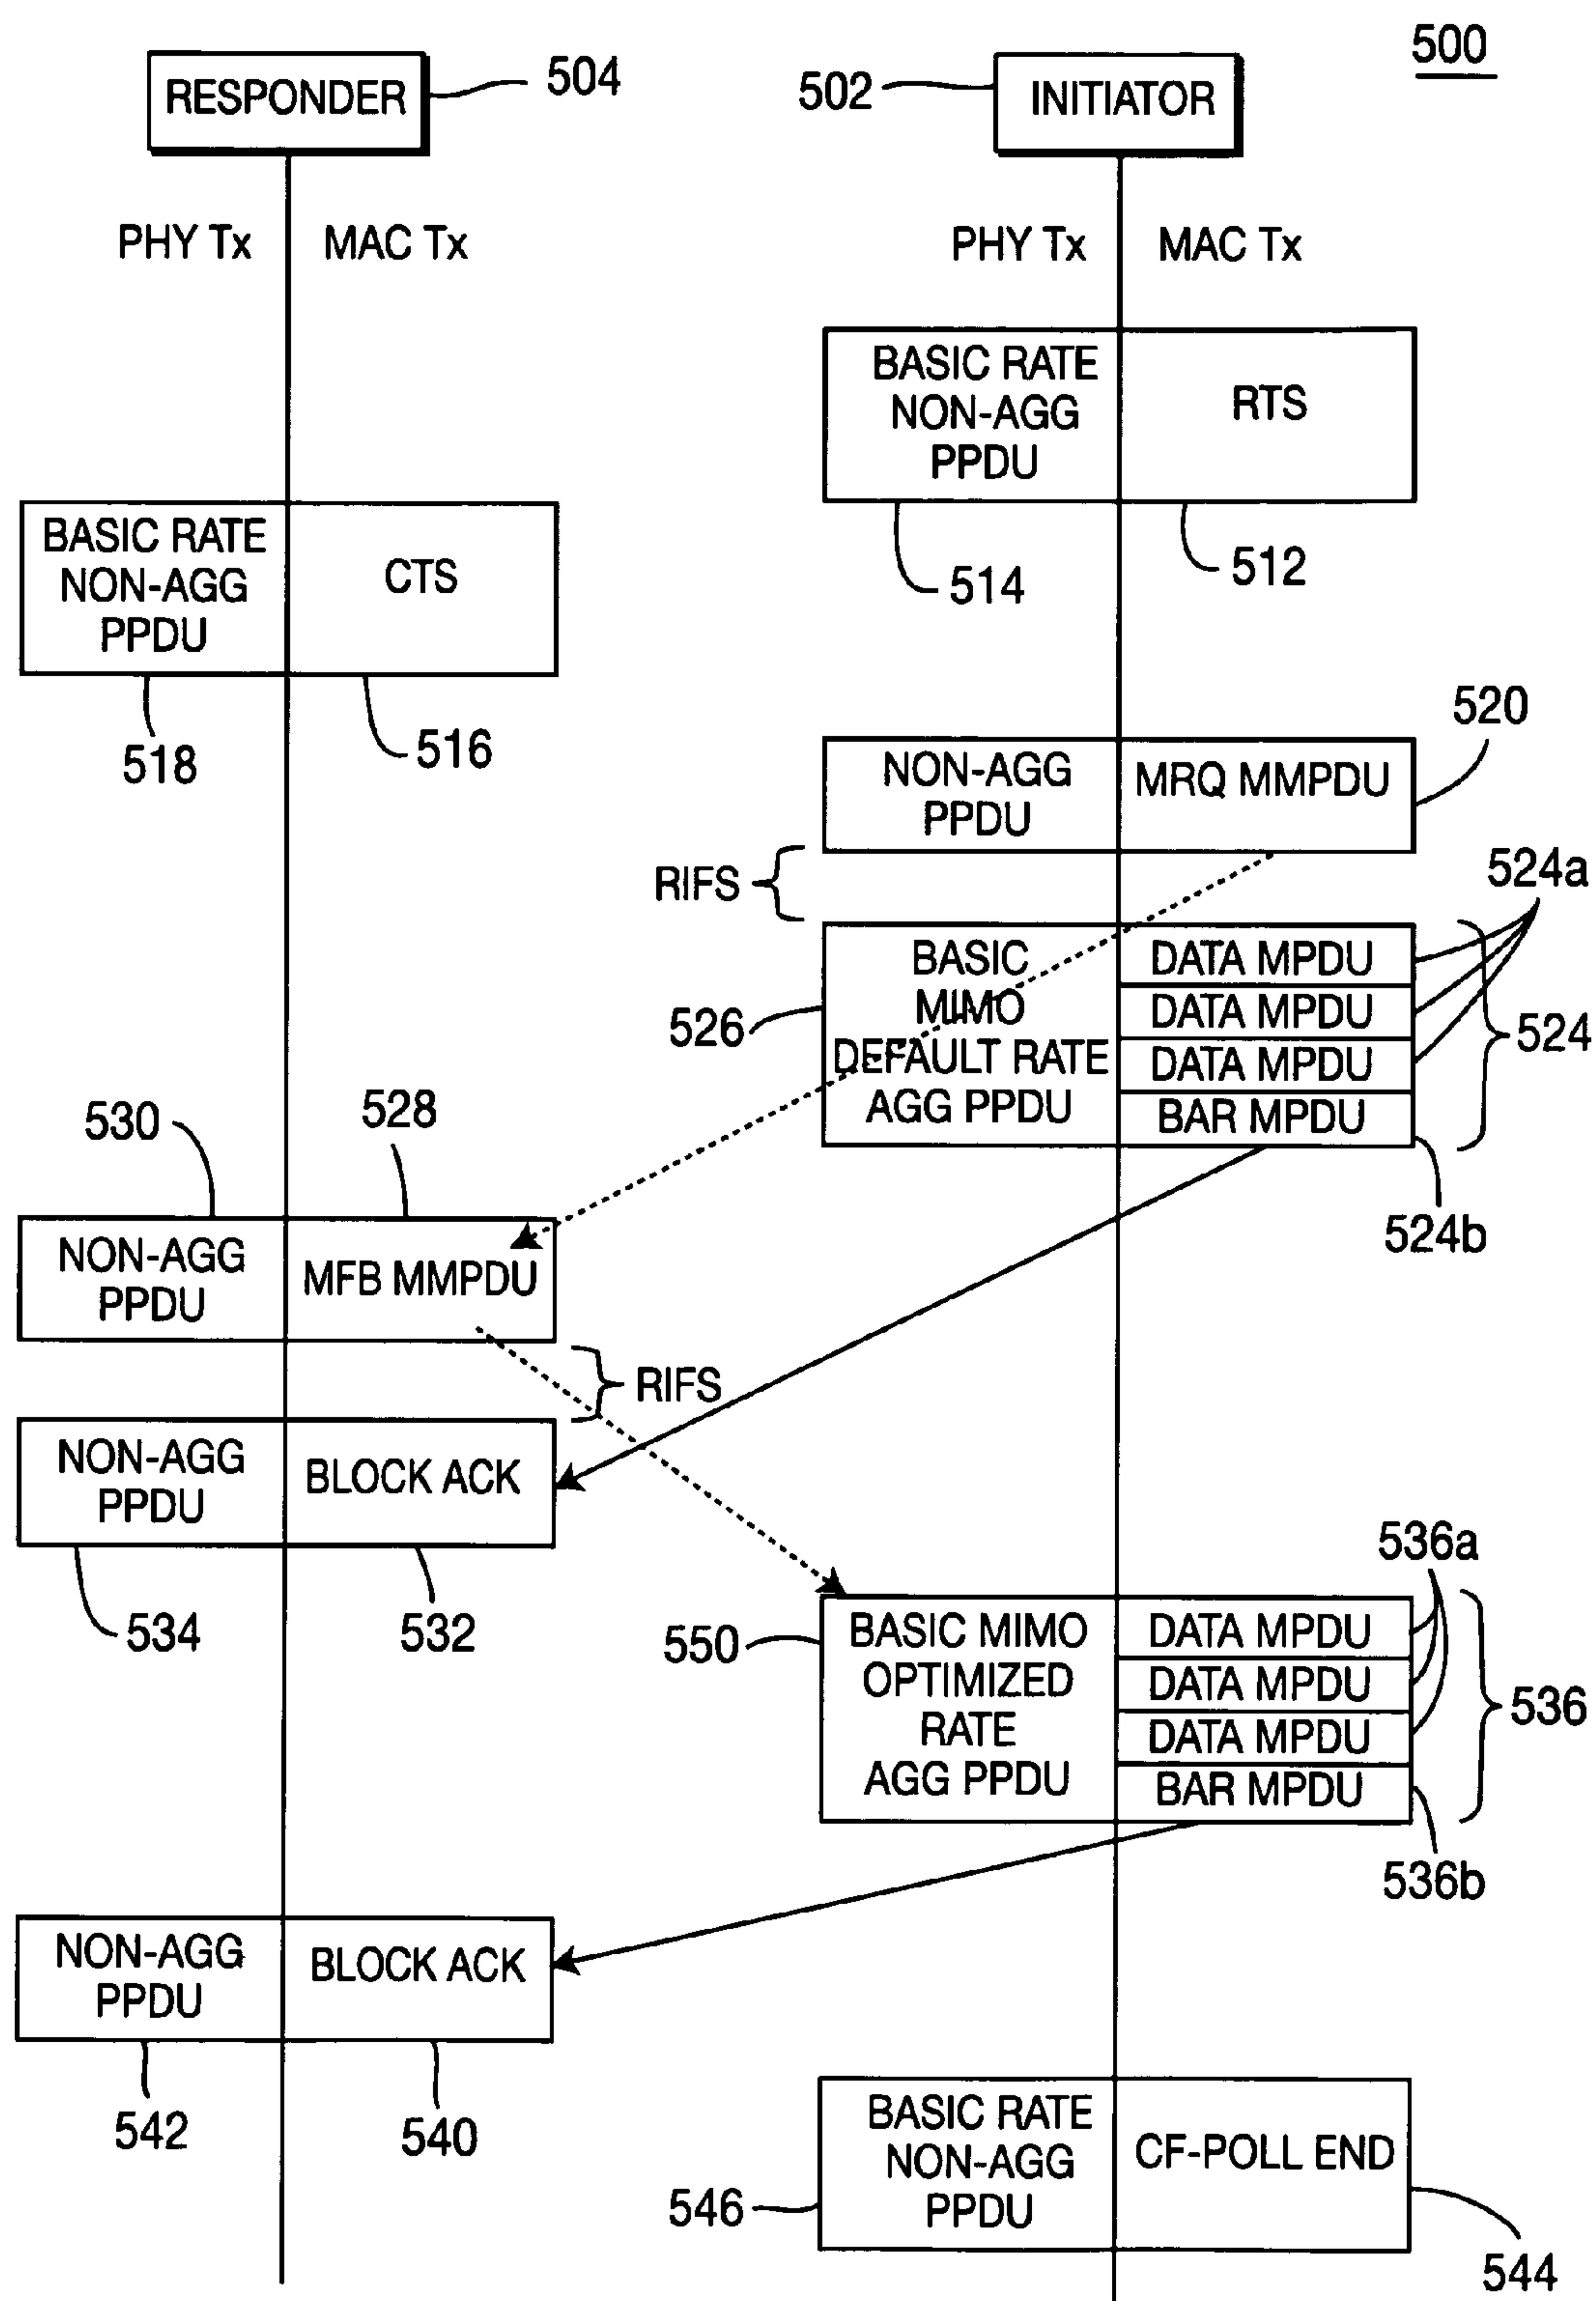 500
RESPONDER
504
502
INITIATOR
PHY Tx
MAC Tx
PHY Tx
MAC Tx
BASIC RATE
NON-AGG
PPDU
RTS
514
512
BASIC RATE
NON-AGG
PPDU
CTS
518
516
520
NON-AGG
PPDU
MRQ MMPDU
RIFS
524a
BASIC
MIMO
DEFAULT RATE
AGG PPDU
DATA MPDU
DATA MPDU
DATA MPDU
BAR MPDU
526
524
524b
530
528
NON-AGG
PPDU
MFB MMPDU
RIFS
NON-AGG
PPDU
BLOCK ACK
534
532
536a
550
BASIC MIMO
OPTIMIZED
RATE
AGG PPDU
DATA MPDU
DATA MPDU
DATA MPDU
BAR MPDU
536
536b
NON-AGG
PPDU
BLOCK ACK
542
540
BASIC RATE
NON-AGG
PPDU
CF-POLL END
546
544